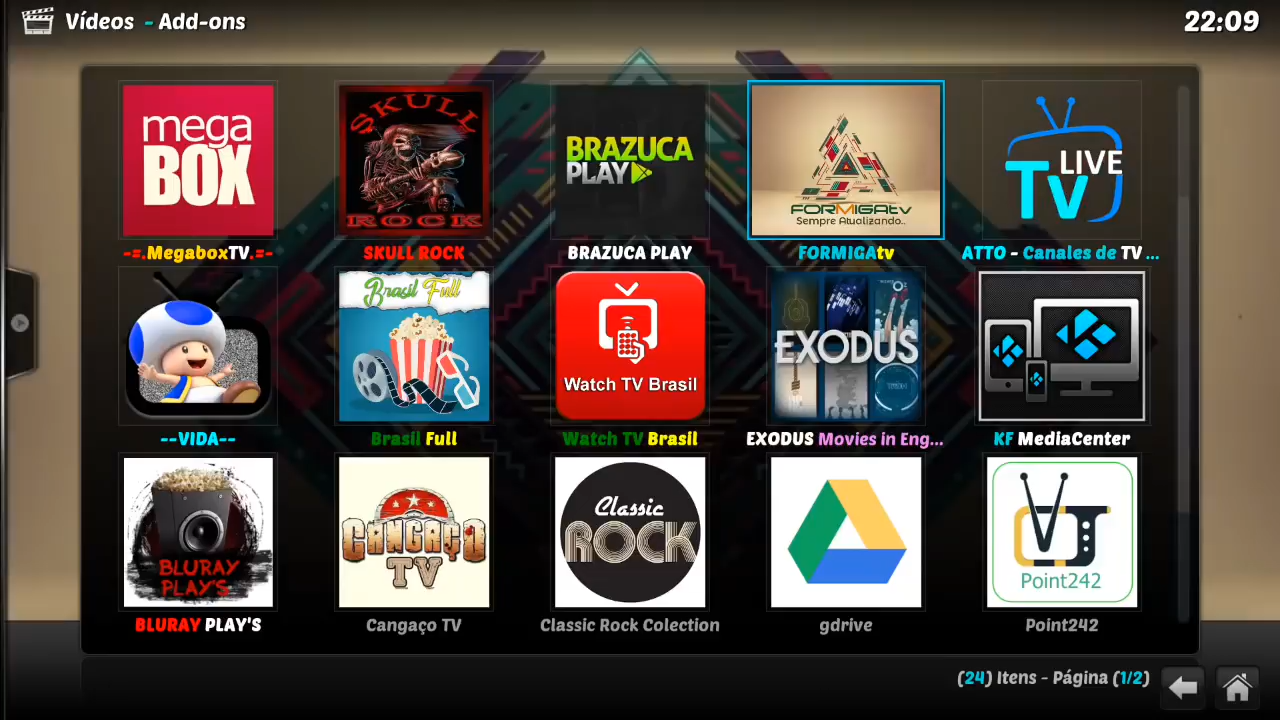 Vídeos - Add-ons
22:09
mega
BOX
SKULL
ROCK
BRAZUCA
PLAY
FORMIGAtv
Sempre Atualizando..
LIVE
Tv
-=.MegaboxTV.=-
SKULL ROCK
BRAZUCA PLAY
FORMIGAtv
ATTO - Canales de TV ...
Brasil Full
Watch TV Brasil
EXODUS
--VIDA--
Brasil Full
Watch TV Brasil
EXODUS Movies in Eng...
KF MediaCenter
BLURAY
PLAY'S
CANGAÇO
TV
Classic
ROCK
Point242
BLURAY PLAY'S
Cangaço TV
Classic Rock Colection
gdrive
Point242
(24) Itens - Página (1/2)